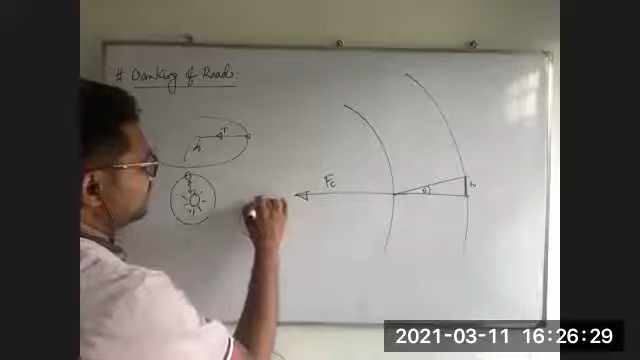 # Banking of Roads:
T
Fc
θ
h
2021-03-11 16:26:29